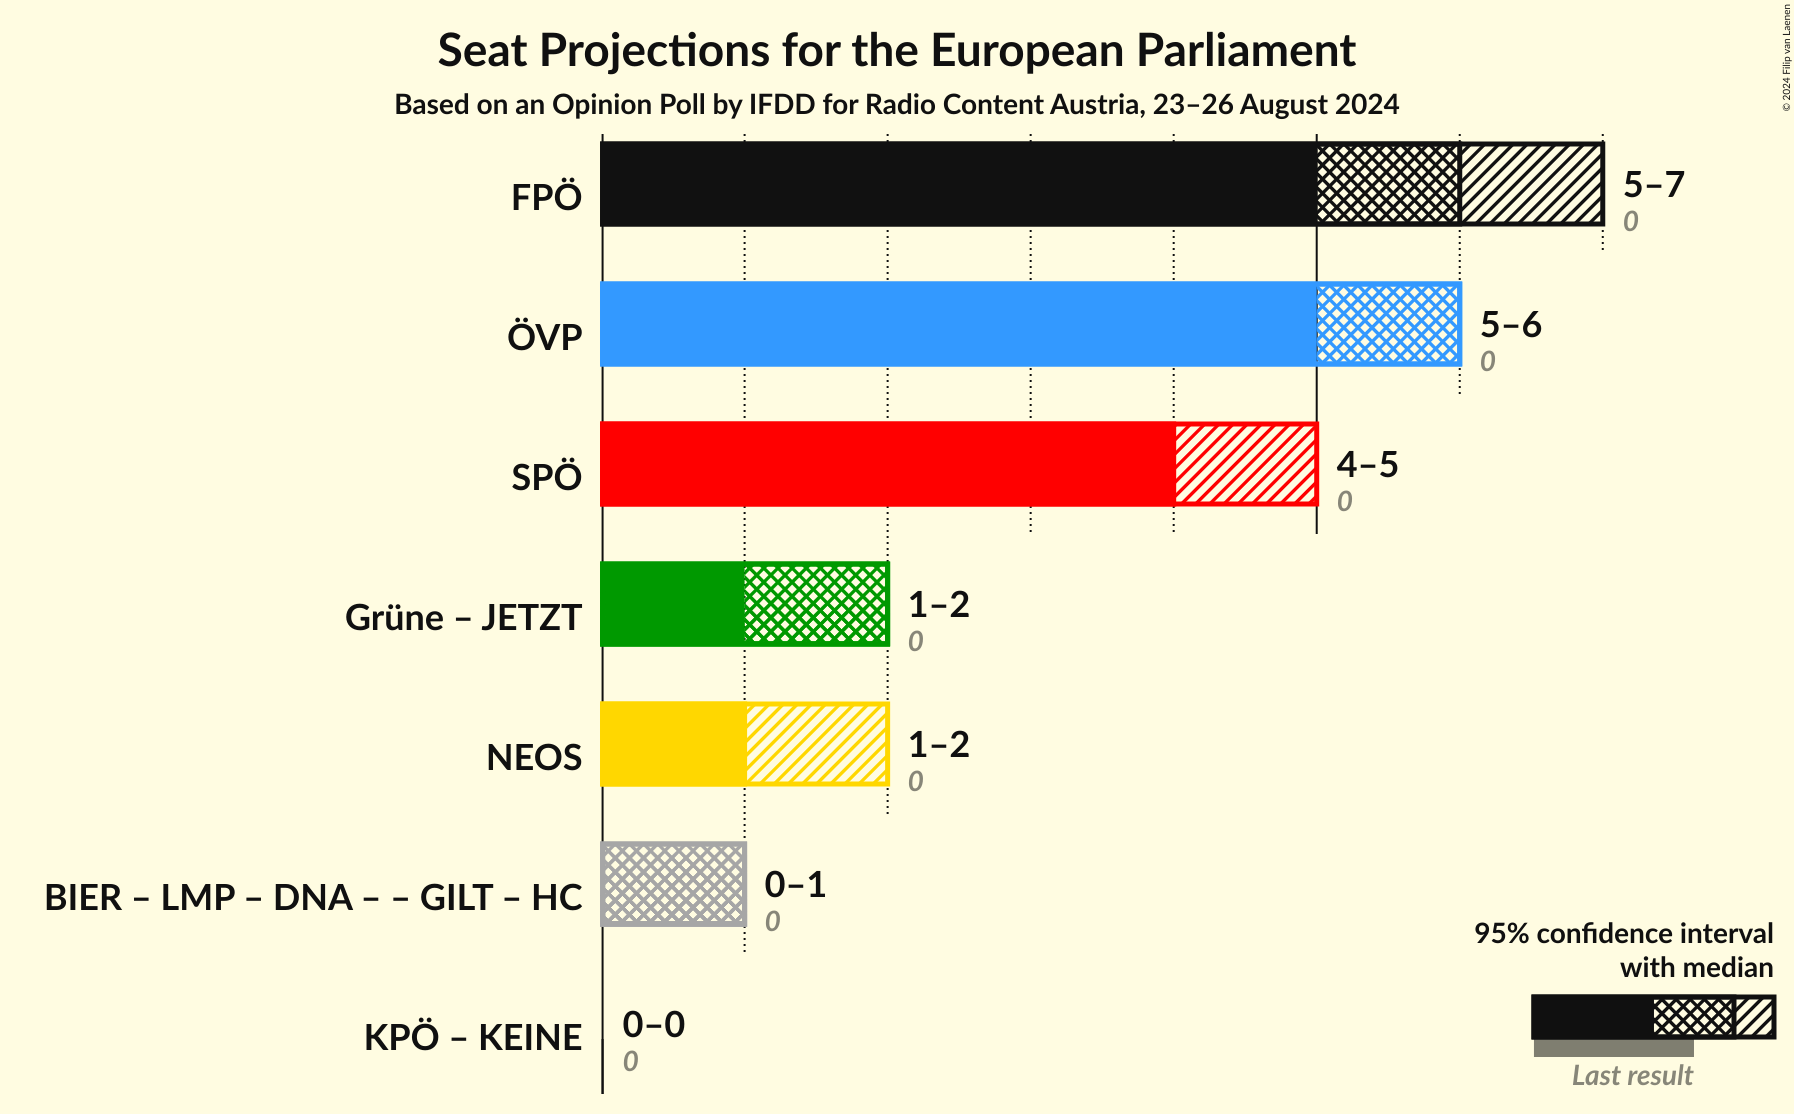 Seat Projections for the European Parliament
Based on an Opinion Poll by IFDD for Radio Content Austria, 23–26 August 2024
© 2024 Filip van Laenen
FPÖ
5–7
0
ÖVP
5–6
0
SPÖ
4–5
0
Grüne – JETZT
1–2
0
NEOS
1–2
0
BIER – LMP – DNA – – GILT – HC
0–1
0
KPÖ – KEINE
0–0
0
95% confidence interval
with median
Last result